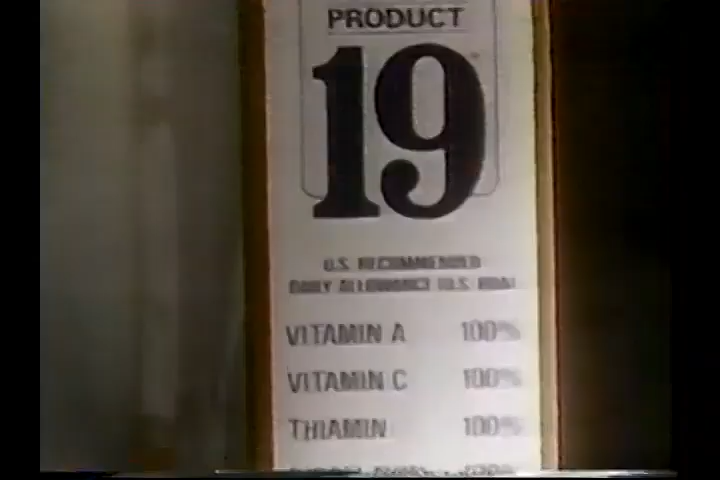 PRODUCT
19
U.S. RECOMMENDED
DAILY ALLOWANCE (U.S. RDA)
VITAMIN A 100%
VITAMIN C 100%
THIAMIN 100%